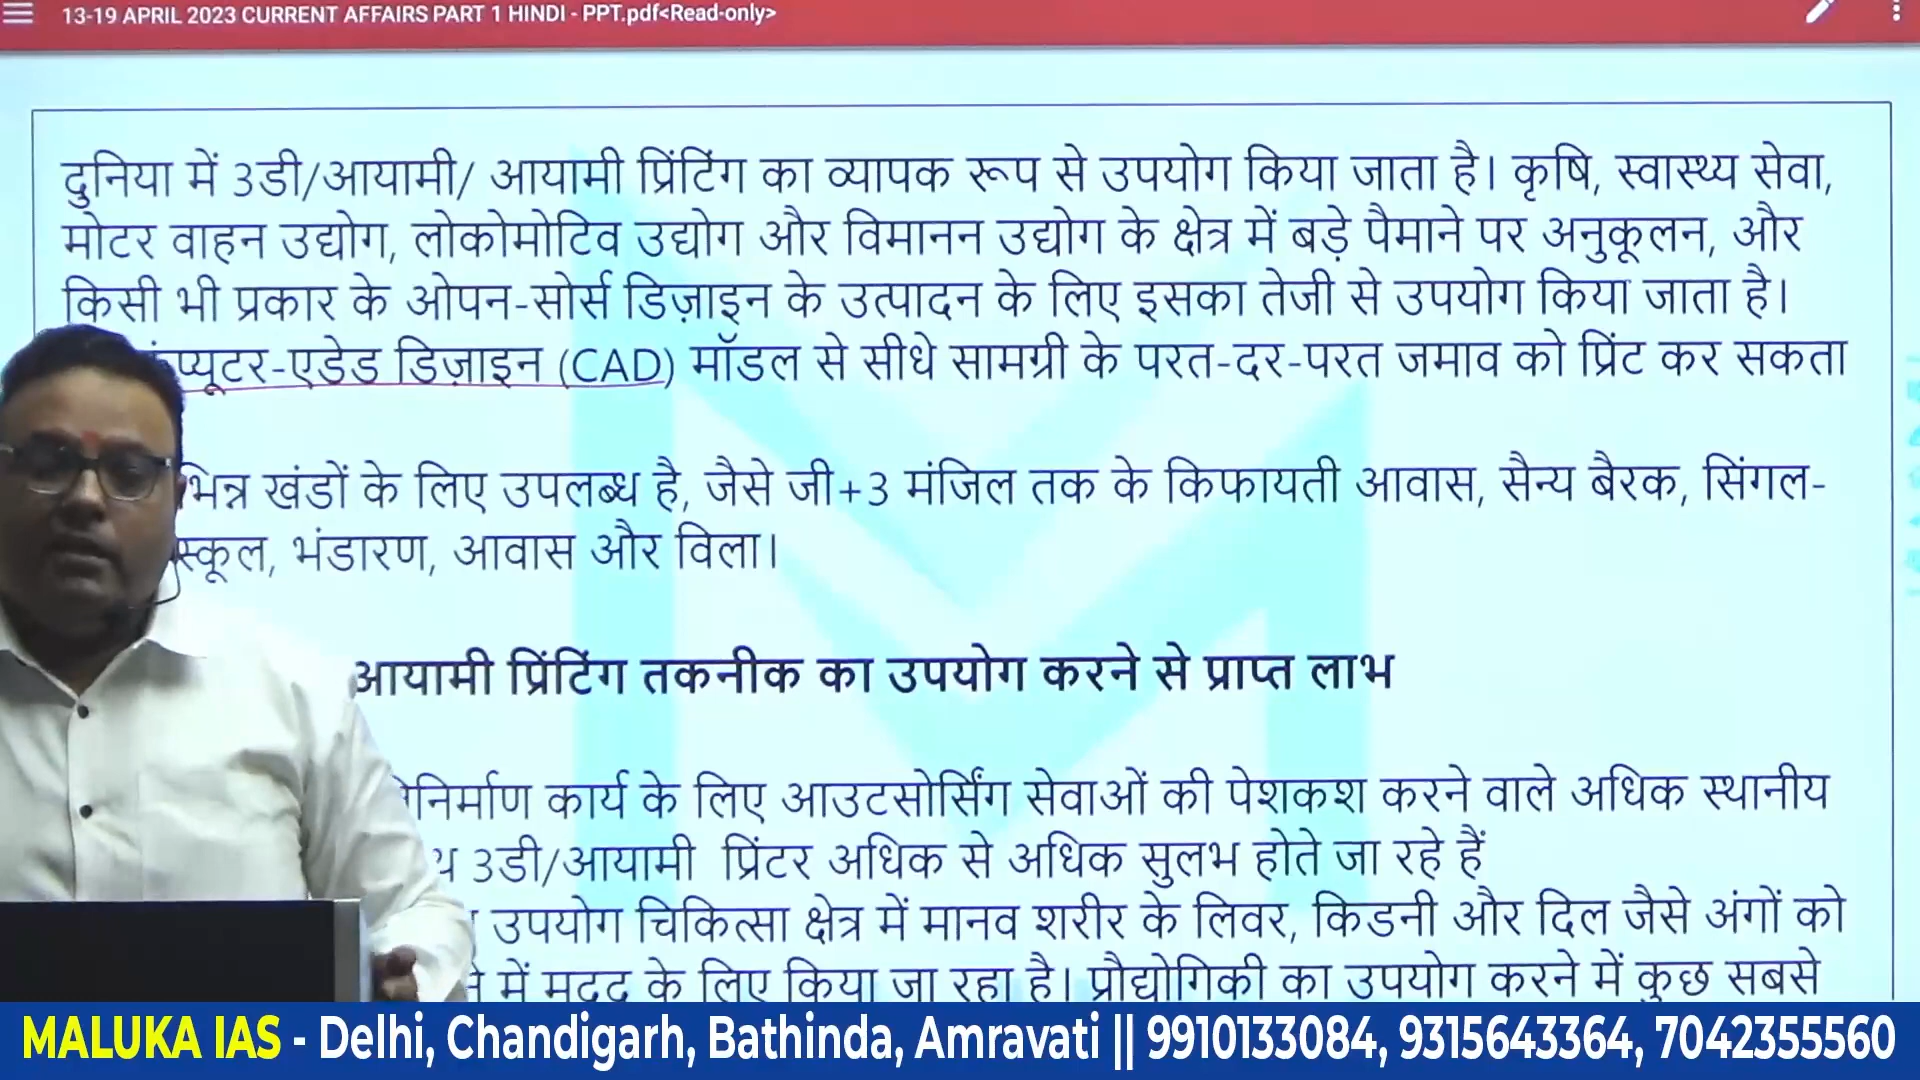 13-19 APRIL 2023 CURRENT AFFAIRS PART 1 HINDI - PPT.pdf<Read-only>
दुनिया में 3डी/आयामी/ आयामी प्रिंटिंग का व्यापक रूप से उपयोग किया जाता है। कृषि, स्वास्थ्य सेवा,
मोटर वाहन उद्योग, लोकोमोटिव उद्योग और विमानन उद्योग के क्षेत्र में बड़े पैमाने पर अनुकूलन, और
किसी भी प्रकार के ओपन-सोर्स डिज़ाइन के उत्पादन के लिए इसका तेजी से उपयोग किया जाता है।
डिज़ाइन (CAD) मॉडल से सीधे सामग्री के परत-दर-परत जमाव को प्रिंट कर सकता
खंडों के लिए उपलब्ध है, जैसे जी+3 मंजिल तक के किफायती आवास, सैन्य बैरक, सिंगल-
स्कूल, भंडारण, आवास और विला।
आयामी प्रिंटिंग तकनीक का उपयोग करने से प्राप्त लाभ
कार्य के लिए आउटसोर्सिंग सेवाओं की पेशकश करने वाले अधिक स्थानीय
3डी/आयामी प्रिंटर अधिक से अधिक सुलभ होते जा रहे हैं
उपयोग चिकित्सा क्षेत्र में मानव शरीर के लिवर, किडनी और दिल जैसे अंगों को
में मदद के लिए किया जा रहा है। प्रौद्योगिकी का उपयोग करने में कुछ सबसे
MALUKA IAS - Delhi, Chandigarh, Bathinda, Amravati || 9910133084, 9315643364, 7042355560